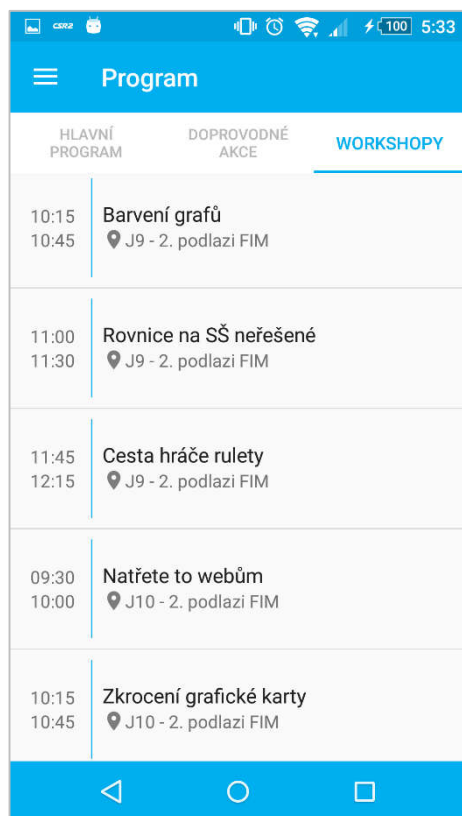 CSR2 100 5:33
Program
HLAVNÍ PROGRAM
DOPROVODNÉ AKCE
WORKSHOPY
10:15 Barvení grafů
10:45 J9 - 2. podlazi FIM
11:00 Rovnice na SŠ neřešené
11:30 J9 - 2. podlazi FIM
11:45 Cesta hráče rulety
12:15 J9 - 2. podlazi FIM
09:30 Natřete to webům
10:00 J10 - 2. podlazi FIM
10:15 Zkrocení grafické karty
10:45 J10 - 2. podlazi FIM